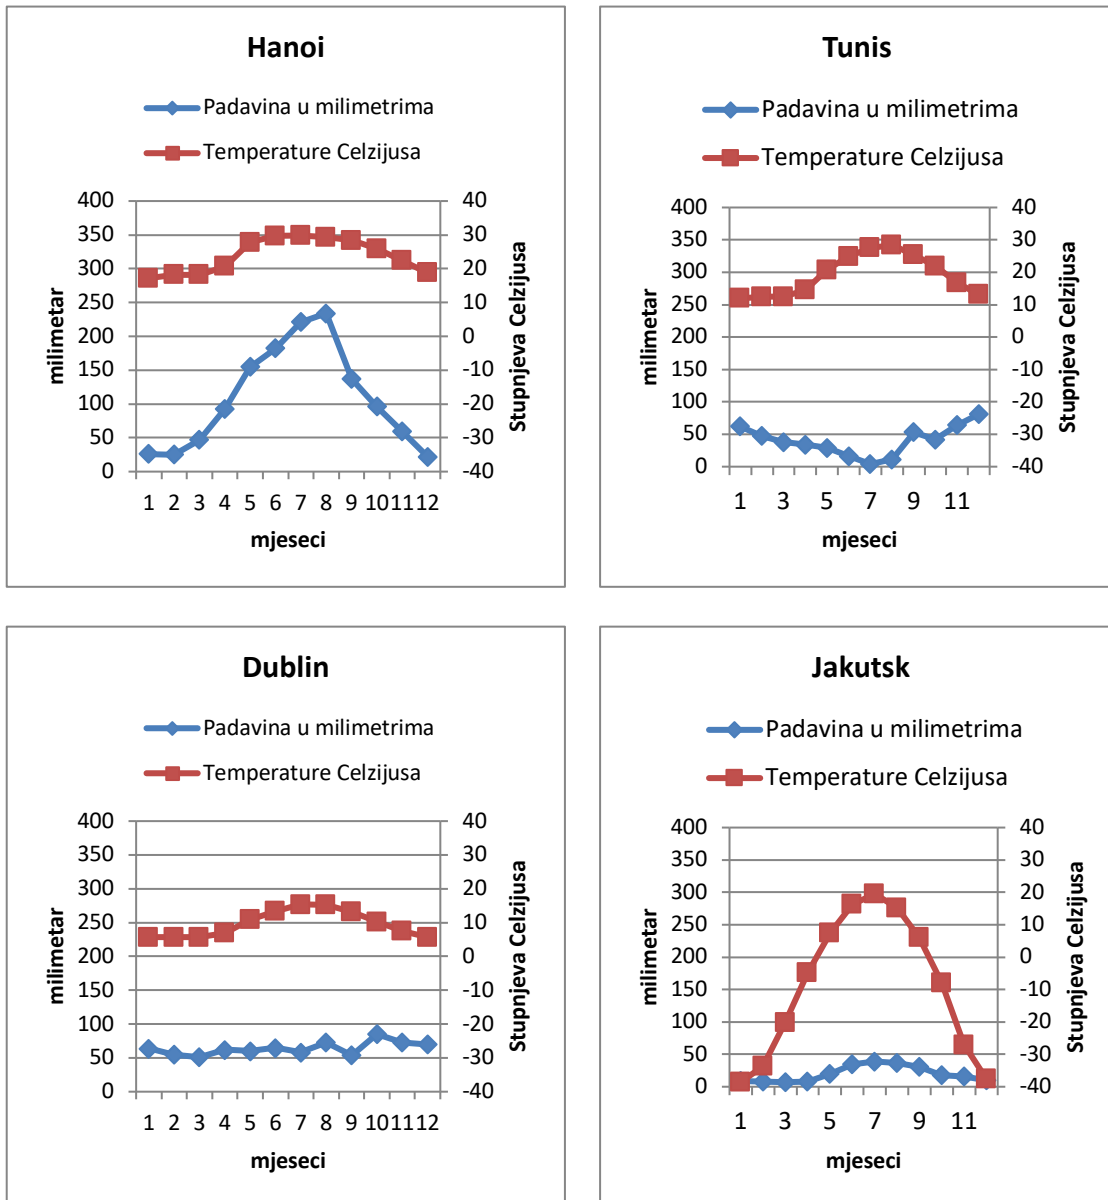 Hanoi
Padavina u milimetrima
Temperature Celzijusa
400
350
300
250
200
150
100
50
0
40
30
20
10
0
-10
-20
-30
-40
milimetar
Stupnjeva Celzijusa
1 2 3 4 5 6 7 8 9 10 11 12
mjeseci
Tunis
Padavina u milimetrima
Temperature Celzijusa
400
350
300
250
200
150
100
50
0
40
30
20
10
0
-10
-20
-30
-40
milimetar
Stupnjeva Celzijusa
1 3 5 7 9 11
mjeseci
Dublin
Padavina u milimetrima
Temperature Celzijusa
400
350
300
250
200
150
100
50
0
40
30
20
10
0
-10
-20
-30
-40
milimetar
Stupnjeva Celzijusa
1 2 3 4 5 6 7 8 9 10 11 12
mjeseci
Jakutsk
Padavina u milimetrima
Temperature Celzijusa
400
350
300
250
200
150
100
50
0
40
30
20
10
0
-10
-20
-30
-40
milimetar
Stupnjeva Celzijusa
1 3 5 7 9 11
mjeseci